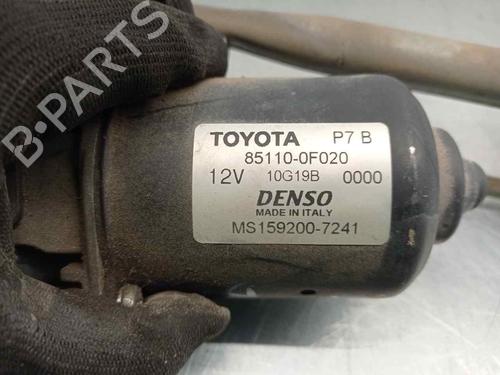 TOYOTA P7 B
85110-0F020
12V 10G19B 0000
DENSO
MADE IN ITALY
MS159200-7241
B-PARTS